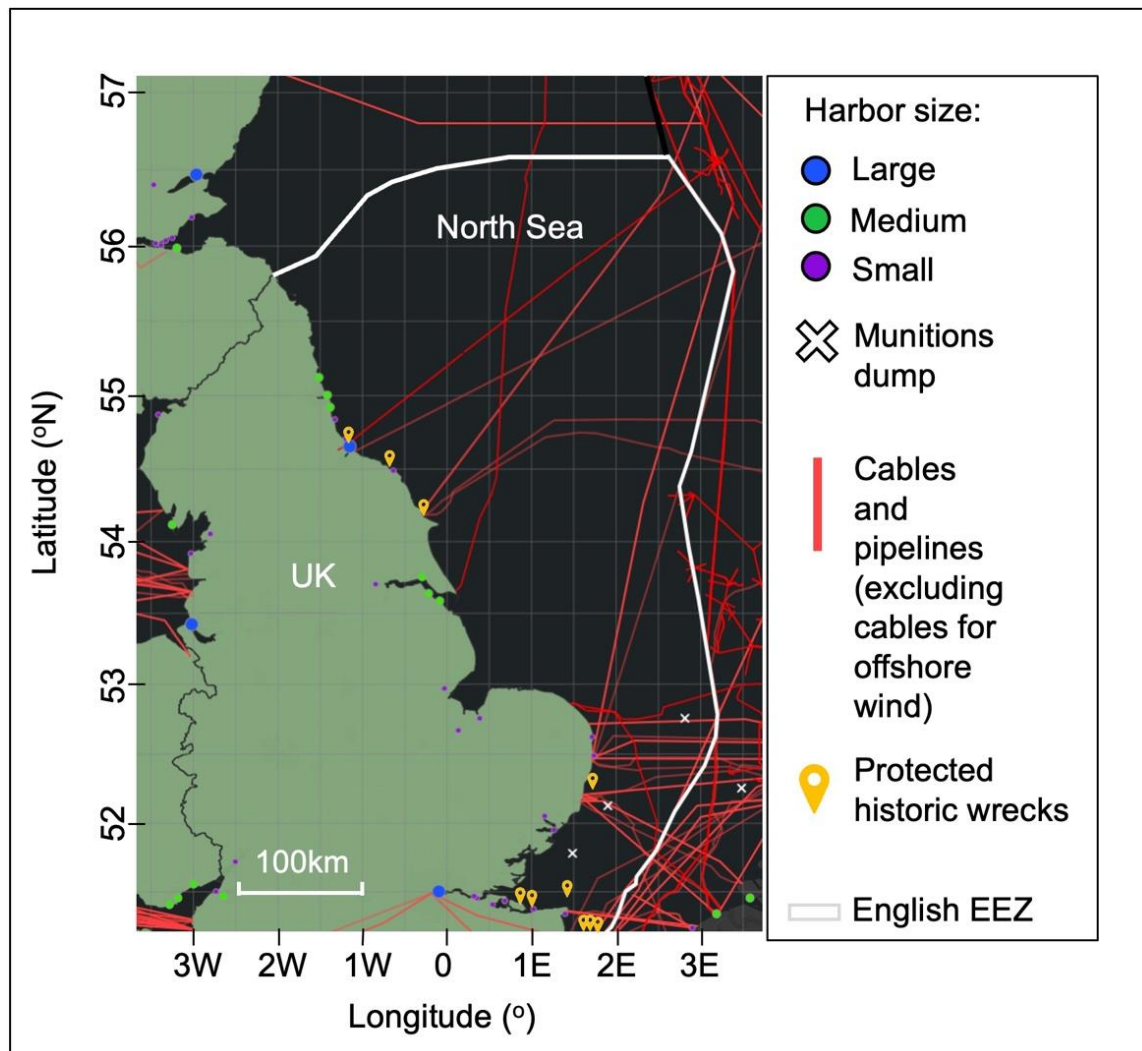 57
56
55
54
53
52
Latitude (ºN)
North Sea
UK
100km
3W 2W 1W 0 1E 2E 3E
Longitude (º)
Harbor size:
Large
Medium
Small
Munitions
dump
Cables
and
pipelines
(excluding
cables for
offshore
wind)
Protected
historic wrecks
English EEZ